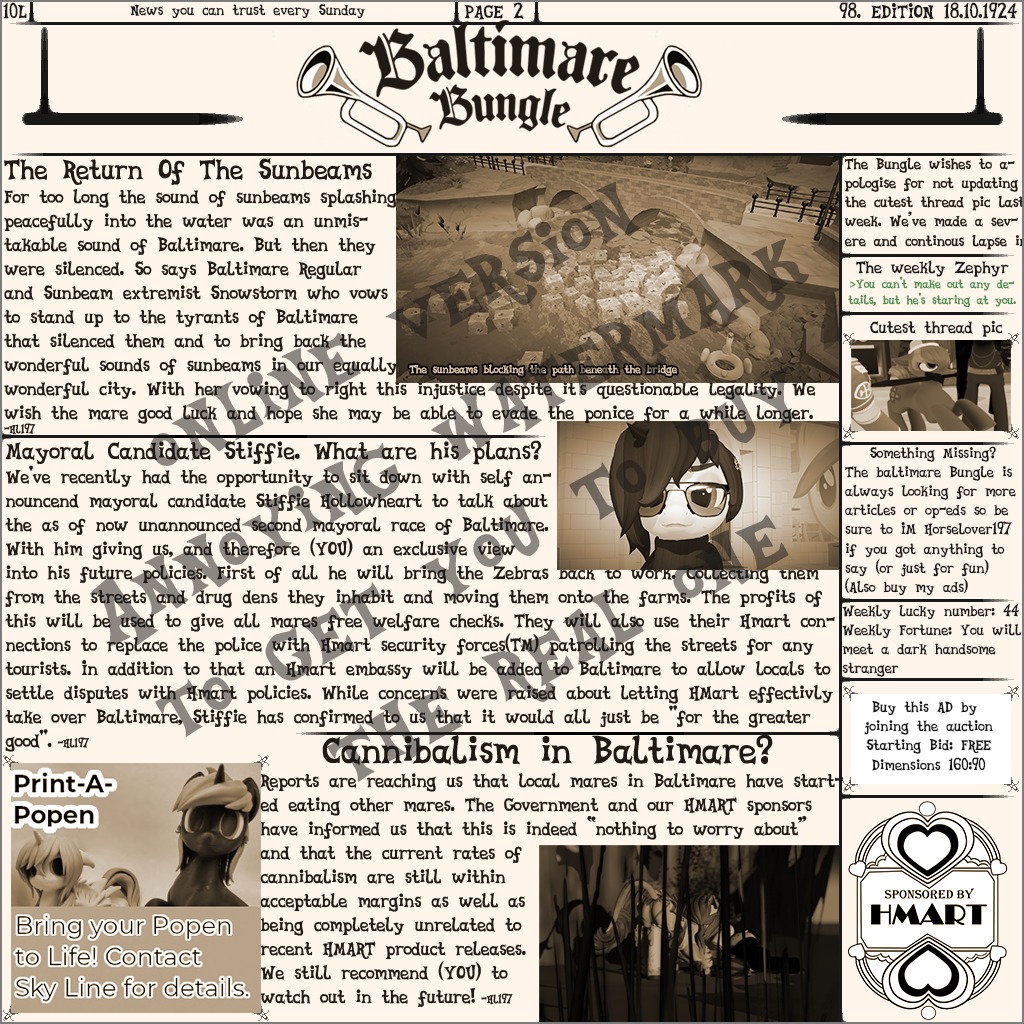 10L
News you can trust every Sunday
PAGE 2
98. EDITION 18.10.1924
Baltimare
Bungle
The Return Of The Sunbeams
For too long the sound of sunbeams splashing
peacefully into the water was an unmis-
takable sound of Baltimare. But then they
were silenced. So says Baltimare Regular
and Sunbeam extremist Snowstorm who vows
to stand up to the tyrants of Baltimare
that silenced them and to bring back the
wonderful sounds of sunbeams in our equally
wonderful city. With her vowing to right this injustice despite it's questionable legality. We
wish the mare good luck and hope she may be able to evade the ponice for a while longer.
-HL197
The sunbeams blocking the path beneath the bridge
Mayoral Candidate Stiffie. What are his plans?
We've recently had the opportunity to sit down with self an-
nouncend mayoral candidate Stiffie Hollowheart to talk about
the as of now unannounced second mayoral race of Baltimare.
With him giving us, and therefore (YOU) an exclusive view
into his future policies. First of all he will bring the Zebras back to work. Collecting them
from the streets and drug dens they inhabit and moving them onto the farms. The profits of
this will be used to give all mares free welfare checks. They will also use their Hmart con-
nections to replace the police with Hmart security forces(TM) patrolling the streets for any
tourists. in addition to that an Hmart embassy will be added to Baltimare to allow locals to
settle disputes with Hmart policies. While concerns were raised about letting HMart effectivly
take over Baltimare, Stiffie has confirmed to us that it would all just be "for the greater
good". -HL197
Print-A-
Popen
Bring your Popen
to Life! Contact
Sky Line for details.
Cannibalism in Baltimare?
Reports are reaching us that local mares in Baltimare have start-
ed eating other mares. The Government and our HMART sponsors
have informed us that this is indeed "nothing to worry about"
and that the current rates of
cannibalism are still within
acceptable margins as well as
being completely unrelated to
recent HMART product releases.
We still recommend (YOU) to
watch out in the future! -HL197
The Bungle wishes to a-
pologise for not updating
the cutest thread pic last
week. We've made a sev-
ere and continous lapse in
The weekly Zephyr
>You can't make out any de-
tails, but he's staring at you.
Cutest thread pic
Something Missing?
The baltimare Bungle is
always looking for more
articles or op-eds so be
sure to iM Horselover197
if you got anything to
say (or just for fun)
(Also buy my ads)
Weekly lucky number: 44
Weekly Fortune: You will
meet a dark handsome
stranger
Buy this AD by
joining the auction
Starting Bid: FREE
Dimensions 160:90
SPONSORED BY
HMART
ONLiNE VERSiON
ANNOYiNG WATERMARK
To GET YOU To BUY
THE REAL ONE